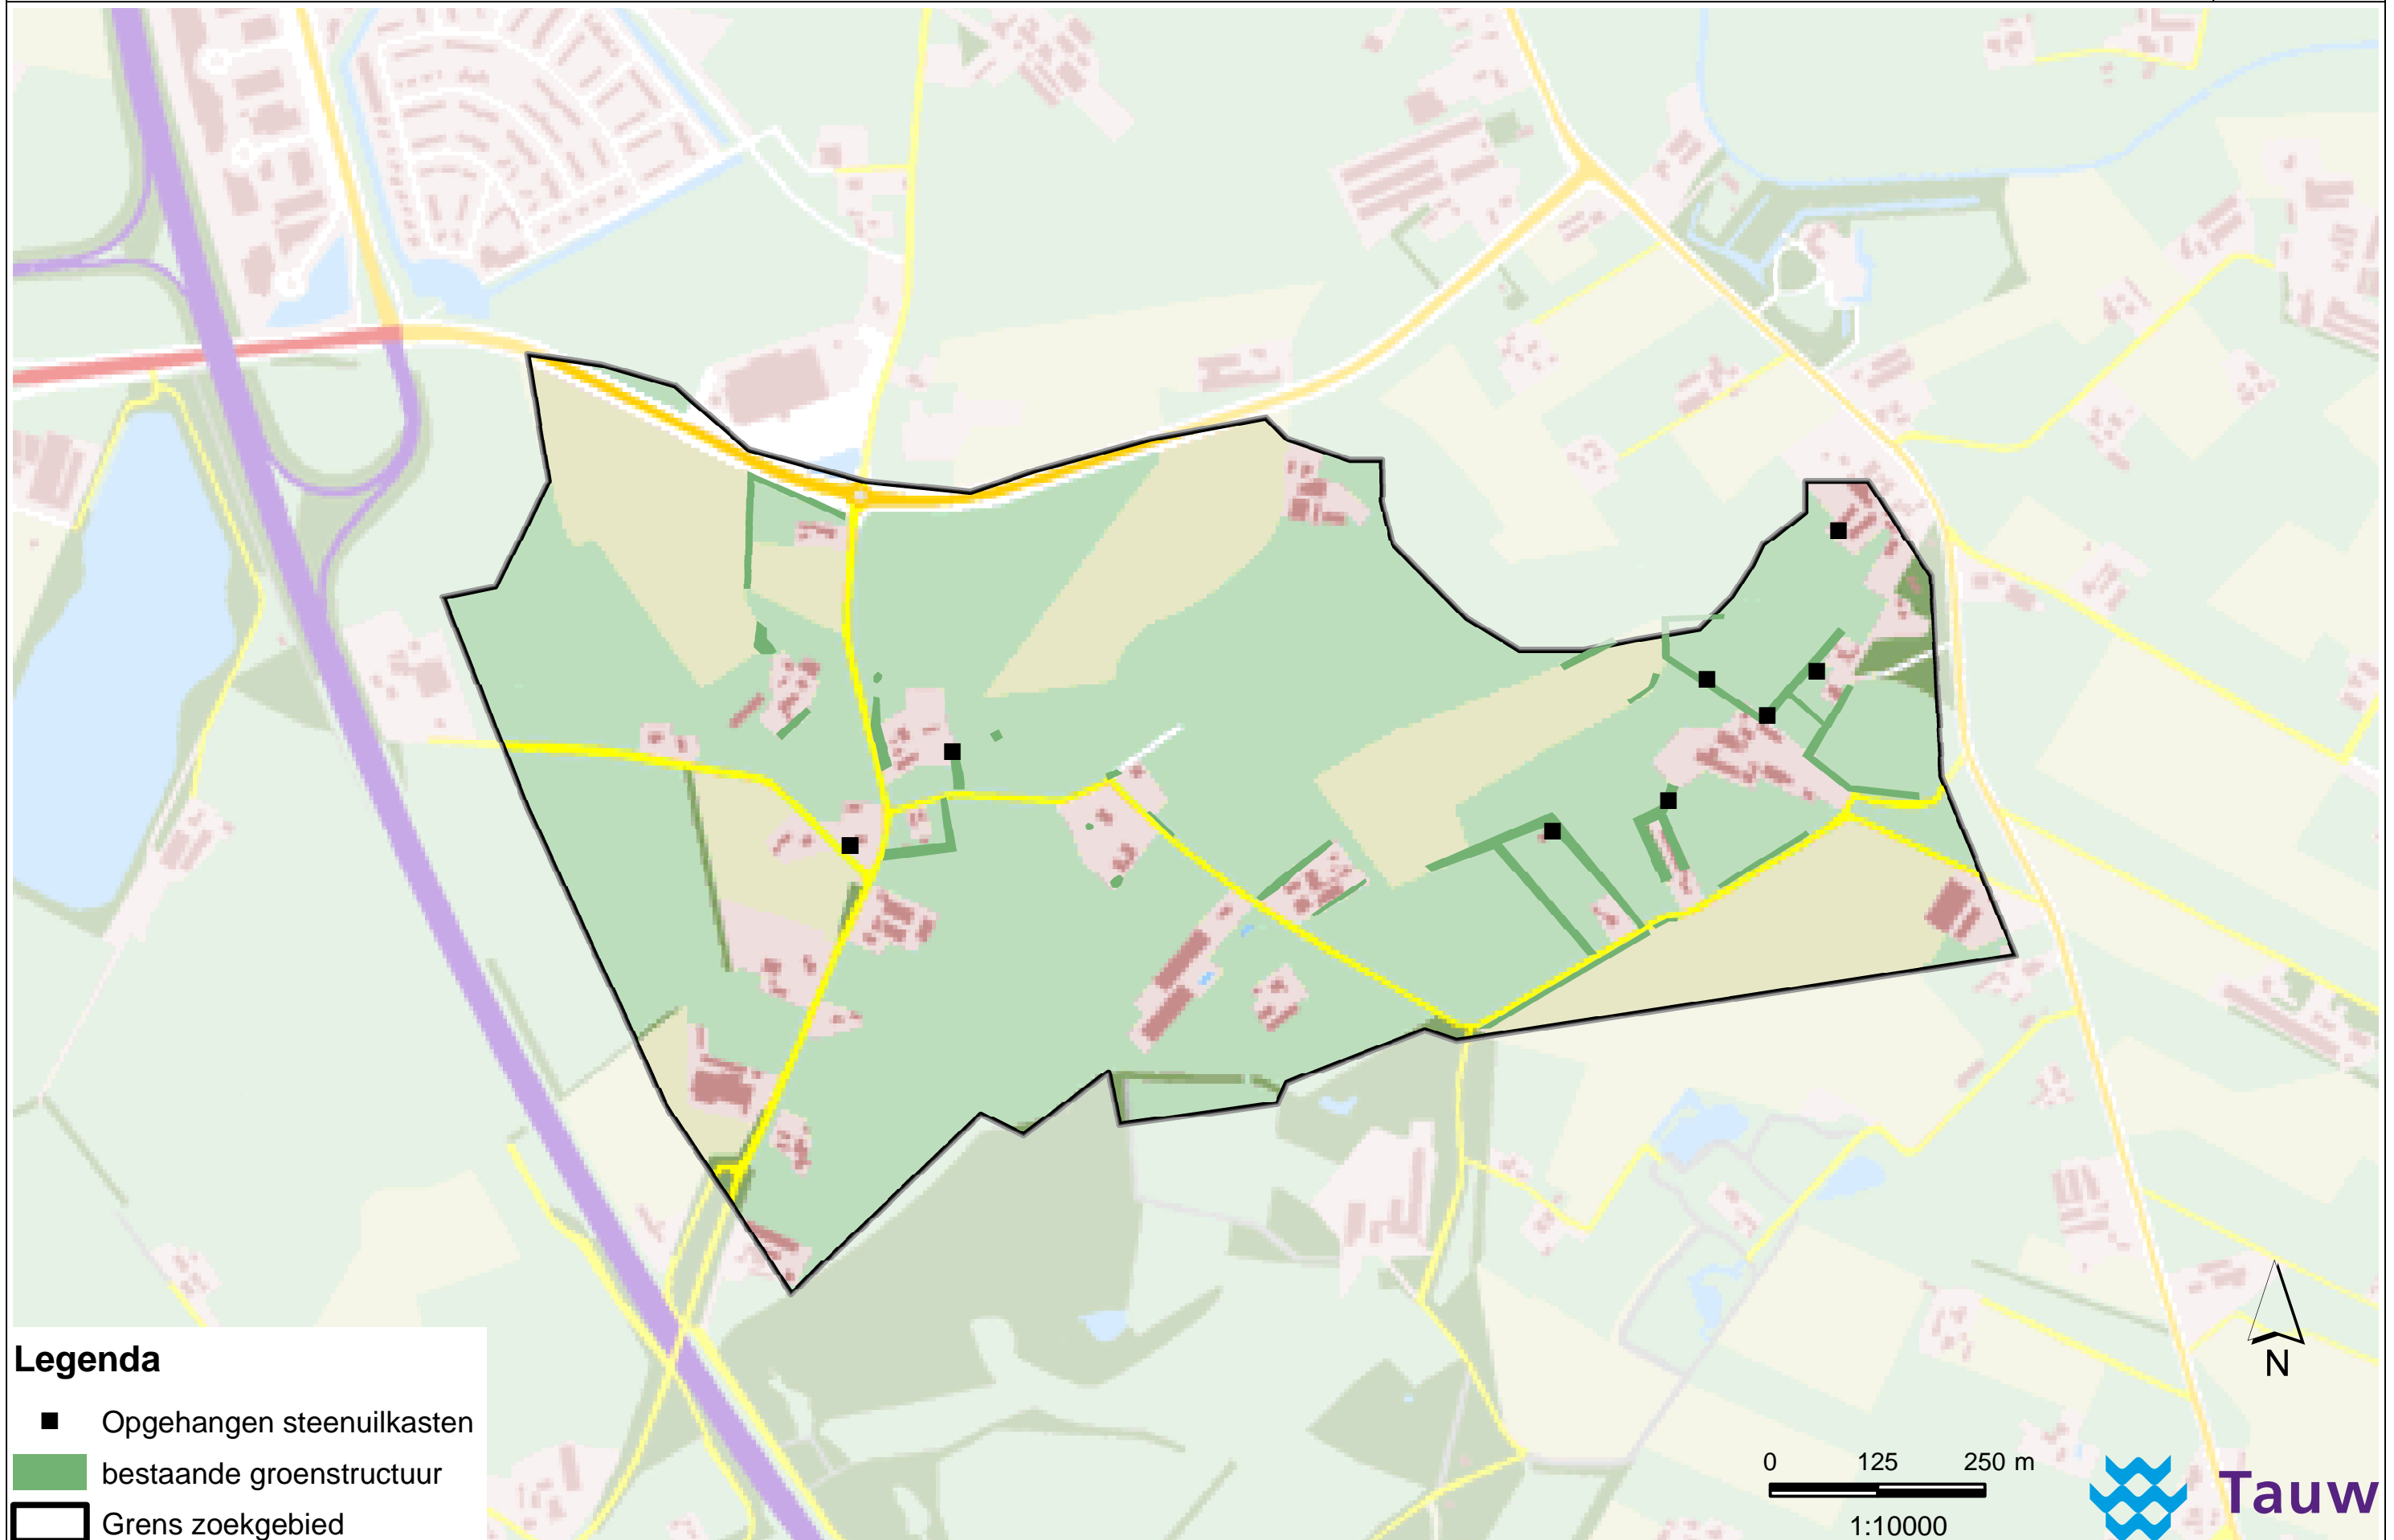 Legenda
Opgehangen steenuilkasten
bestaande groenstructuur
Grens zoekgebied
N
0 125 250 m
1:10000
Tauw